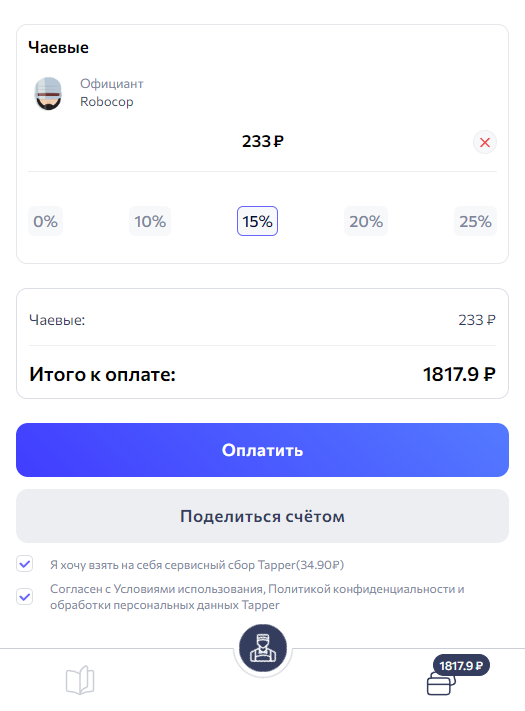 Чаевые
Официант
Robocop
233 ₽
0%
10%
15%
20%
25%
Чаевые:
233 ₽
Итого к оплате:
1817.9 ₽
Оплатить
Поделиться счётом
Я хочу взять на себя сервисный сбор Tapper(34.90₽)
Согласен с Условиями использования, Политикой конфиденциальности и
обработки персональных данных Tapper
1817.9 ₽